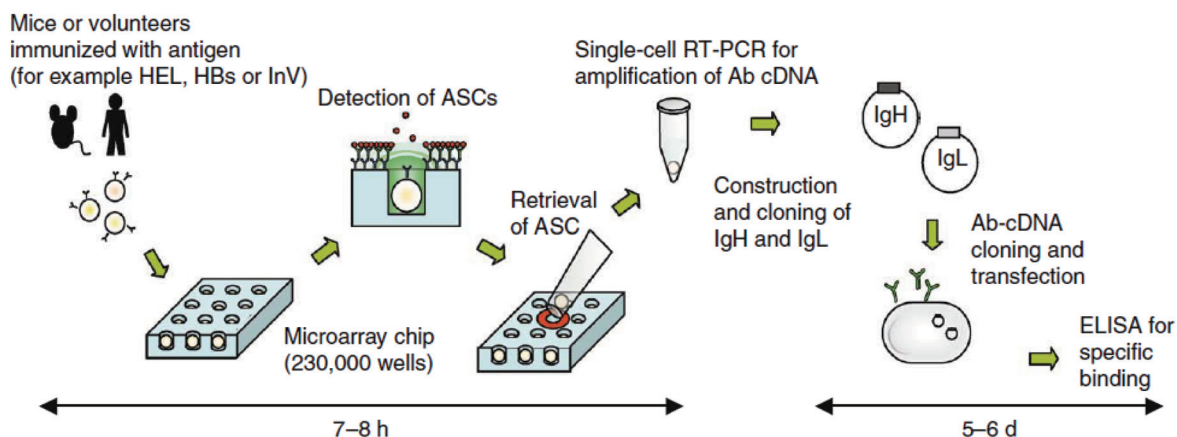 Mice or volunteers
immunized with antigen
(for example HEL, HBs or InV)
Detection of ASCs
Single-cell RT-PCR for
amplification of Ab cDNA
IgH
IgL
Retrieval
of ASC
Construction
and cloning of
IgH and IgL
Ab-cDNA
cloning and
transfection
Microarray chip
(230,000 wells)
ELISA for
specific
binding
7–8 h
5–6 d